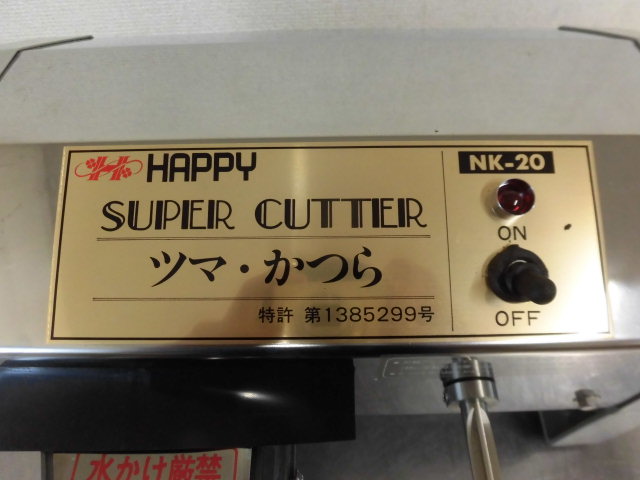 HAPPY
SUPER CUTTER
ツマ・かつら
特許 第1385299号
NK-20
ON
OFF
水かけ厳禁